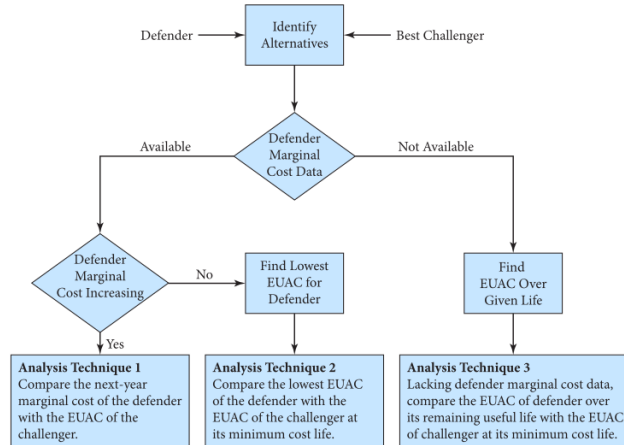 Identify
Alternatives
Defender
Best Challenger
Defender
Marginal
Cost Data
Available
Not Available
Defender
Marginal
Cost Increasing
No
Find Lowest
EUAC for
Defender
Find
EUAC Over
Given Life
Yes
Analysis Technique 1
Compare the next-year
marginal cost of the defender
with the EUAC of the
challenger.
Analysis Technique 2
Compare the lowest EUAC
of the defender with the
EUAC of the challenger at
its minimum cost life.
Analysis Technique 3
Lacking defender marginal cost data,
compare the EUAC of defender over
its remaining useful life with the EUAC
of challenger at its minimum cost life.